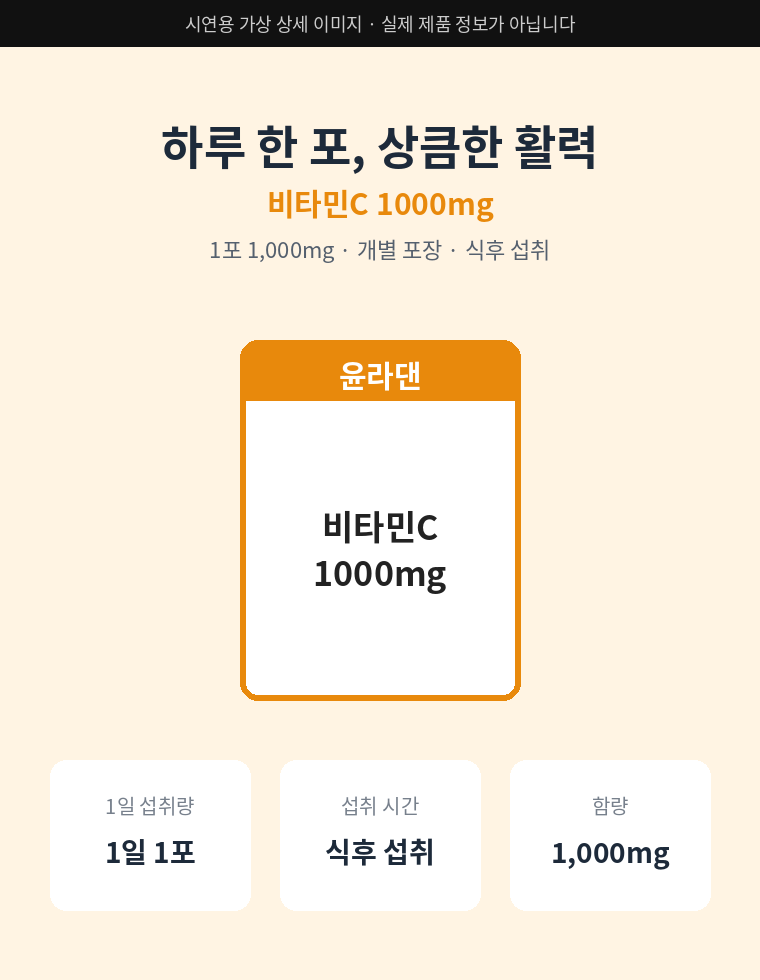 시연용 가상 상세 이미지 · 실제 제품 정보가 아닙니다
하루 한 포, 상큼한 활력
비타민C 1000mg
1포 1,000mg · 개별 포장 · 식후 섭취
윤라댄
비타민C
1000mg
1일 섭취량
1일 1포
섭취 시간
식후 섭취
함량
1,000mg